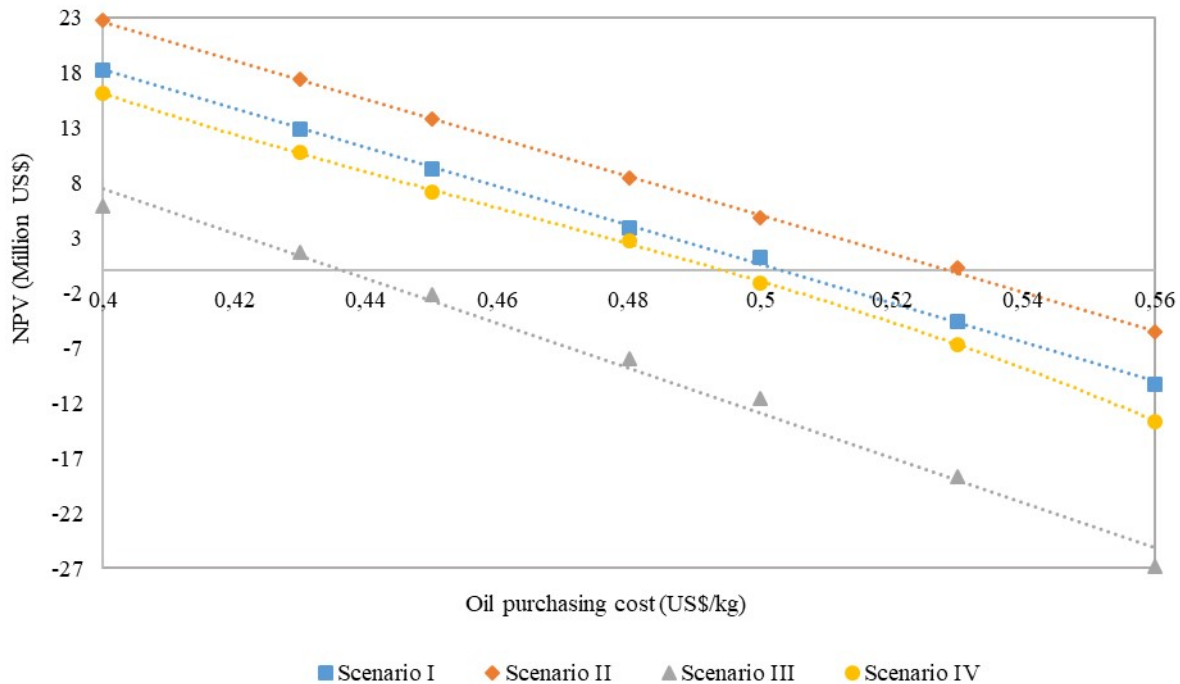 23
18
13
8
3
-2
-7
-12
-17
-22
-27
NPV (Million US$)
0,4 0,42 0,44 0,46 0,48 0,5 0,52 0,54 0,56
Oil purchasing cost (US$/kg)
Scenario I Scenario II Scenario III Scenario IV